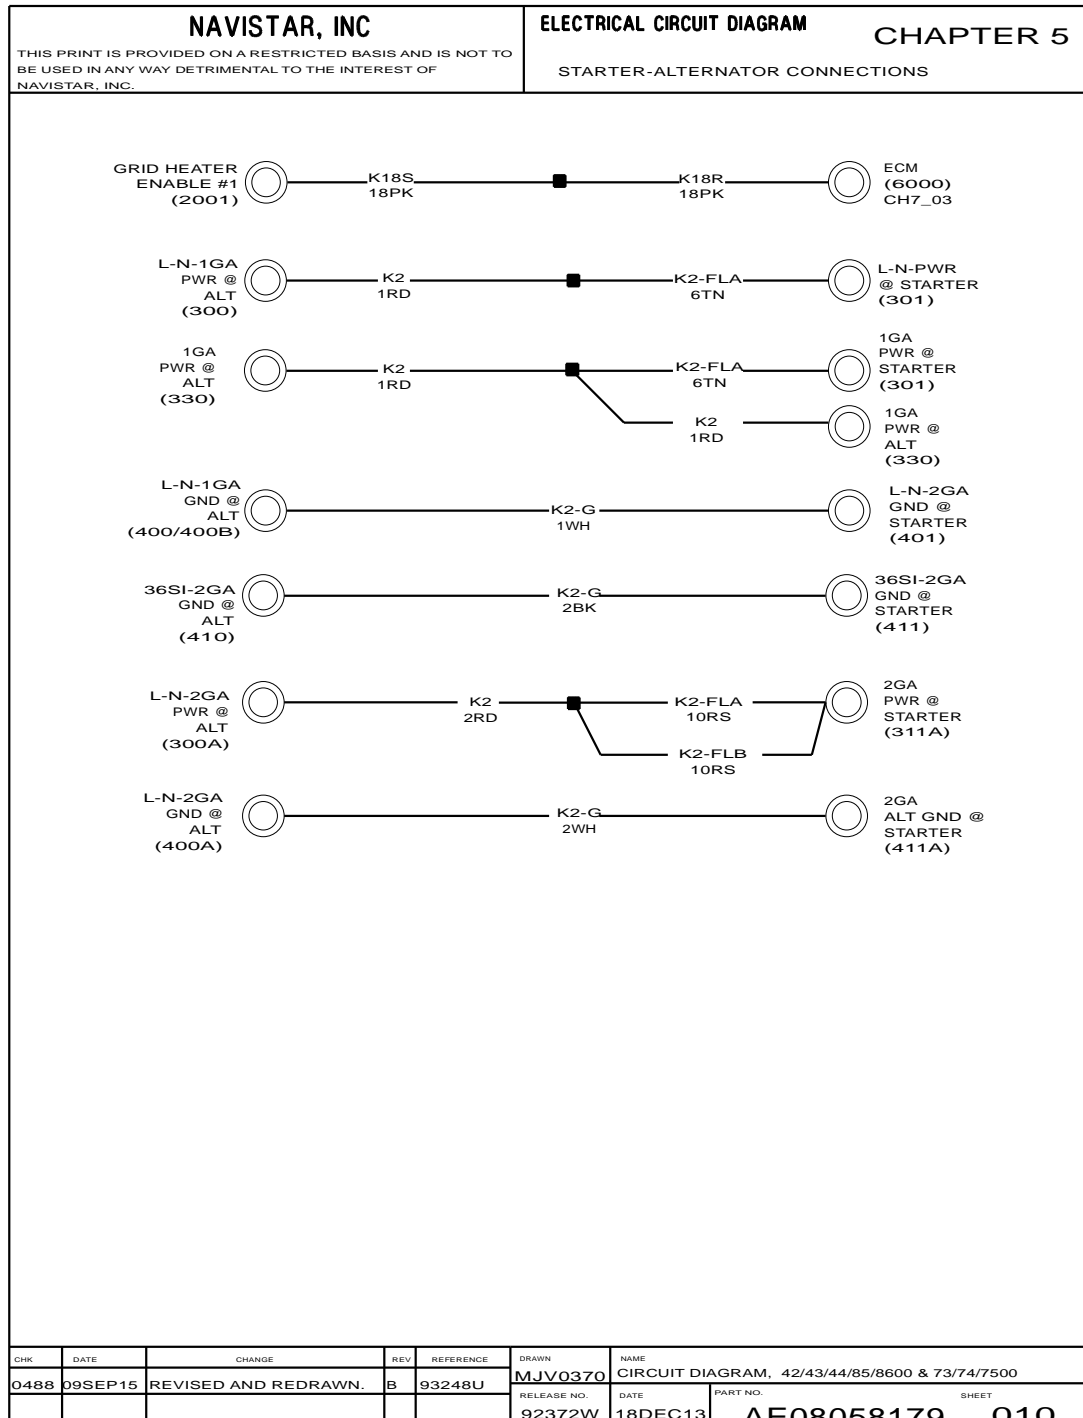 NAVISTAR, INC
THIS PRINT IS PROVIDED ON A RESTRICTED BASIS AND IS NOT TO
BE USED IN ANY WAY DETRIMENTAL TO THE INTEREST OF
NAVISTAR, INC.
ELECTRICAL CIRCUIT DIAGRAM
CHAPTER 5
STARTER-ALTERNATOR CONNECTIONS
GRID HEATER
ENABLE #1
(2001)
K18S
18PK
K18R
18PK
ECM
(6000)
CH7_03
L-N-1GA
PWR @
ALT
(300)
K2
1RD
K2-FLA
6TN
L-N-PWR
@ STARTER
(301)
1GA
PWR @
ALT
(330)
K2
1RD
K2-FLA
6TN
1GA
PWR @
STARTER
(301)
K2
1RD
1GA
PWR @
ALT
(330)
L-N-1GA
GND @
ALT
(400/400B)
K2-G
1WH
L-N-2GA
GND @
STARTER
(401)
36SI-2GA
GND @
ALT
(410)
K2-G
2BK
36SI-2GA
GND @
STARTER
(411)
L-N-2GA
PWR @
ALT
(300A)
K2
2RD
K2-FLA
10RS
K2-FLB
10RS
2GA
PWR @
STARTER
(311A)
L-N-2GA
GND @
ALT
(400A)
K2-G
2WH
2GA
ALT GND @
STARTER
(411A)
CHK DATE CHANGE REV REFERENCE
0488 09SEP15 REVISED AND REDRAWN. B 93248U
DRAWN
MJV0370
NAME
CIRCUIT DIAGRAM, 42/43/44/85/8600 & 73/74/7500
RELEASE NO.
92372W
DATE
18DEC13
PART NO.
AE08058179
SHEET
010